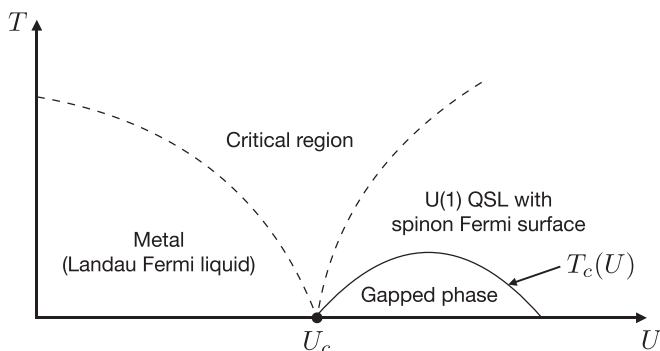 T
Critical region
U(1) QSL with
spinon Fermi surface
Metal
(Landau Fermi liquid)
T_c(U)
Gapped phase
U_c
U